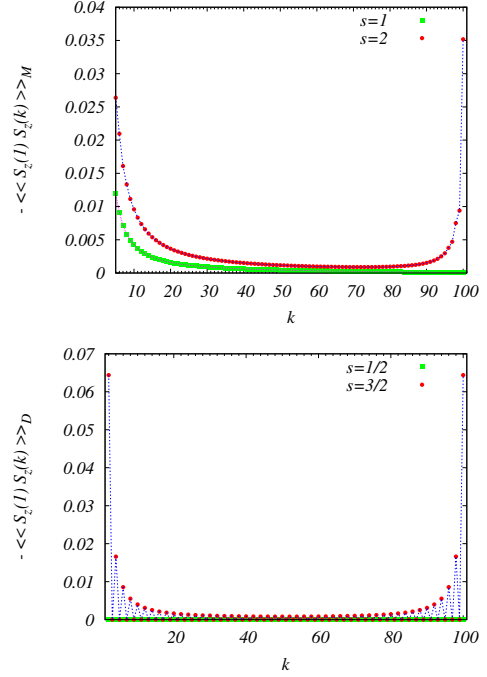 0.04
0.035
0.03
0.025
0.02
0.015
0.01
0.005
0
- << S_z(1) S_z(k) >>_M
s=1
s=2
10 20 30 40 50 60 70 80 90 100
k
0.07
0.06
0.05
0.04
0.03
0.02
0.01
0
- << S_z(1) S_z(k) >>_D
s=1/2
s=3/2
20 40 60 80 100
k